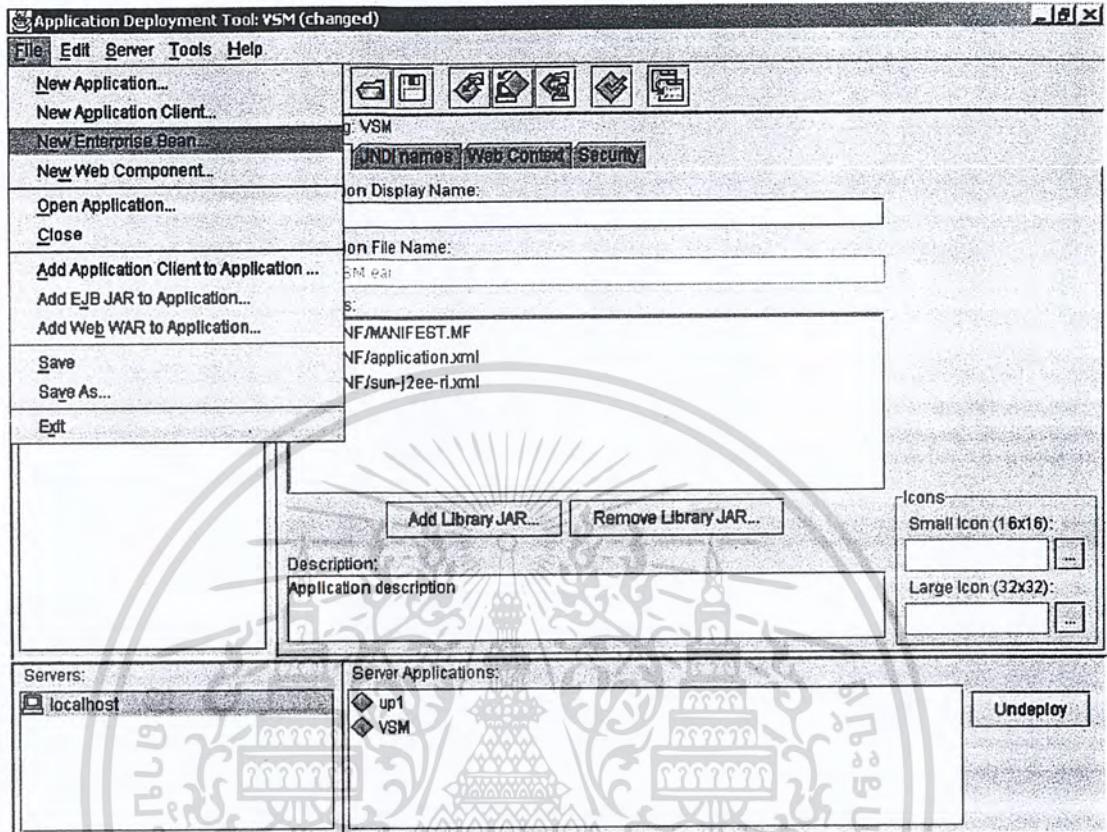 Application Deployment Tool: VSM (changed)
File Edit Server Tools Help
New Application...
New Application Client...
New Enterprise Bean...
New Web Component...
Open Application...
Close
Add Application Client to Application ...
Add EJB JAR to Application...
Add Web WAR to Application...
Save
Save As...
Exit
g: VSM
JNDI names Web Context Security
on Display Name:
ion File Name:
SM ear
s:
NF/MANIFEST.MF
NF/application.xml
NF/sun-j2ee-ri.xml
Add Library JAR... Remove Library JAR...
Description:
Application description
Icons
Small Icon (16x16):
...
Large Icon (32x32):
...
Servers:
localhost
Server Applications:
up1
VSM
Undeploy